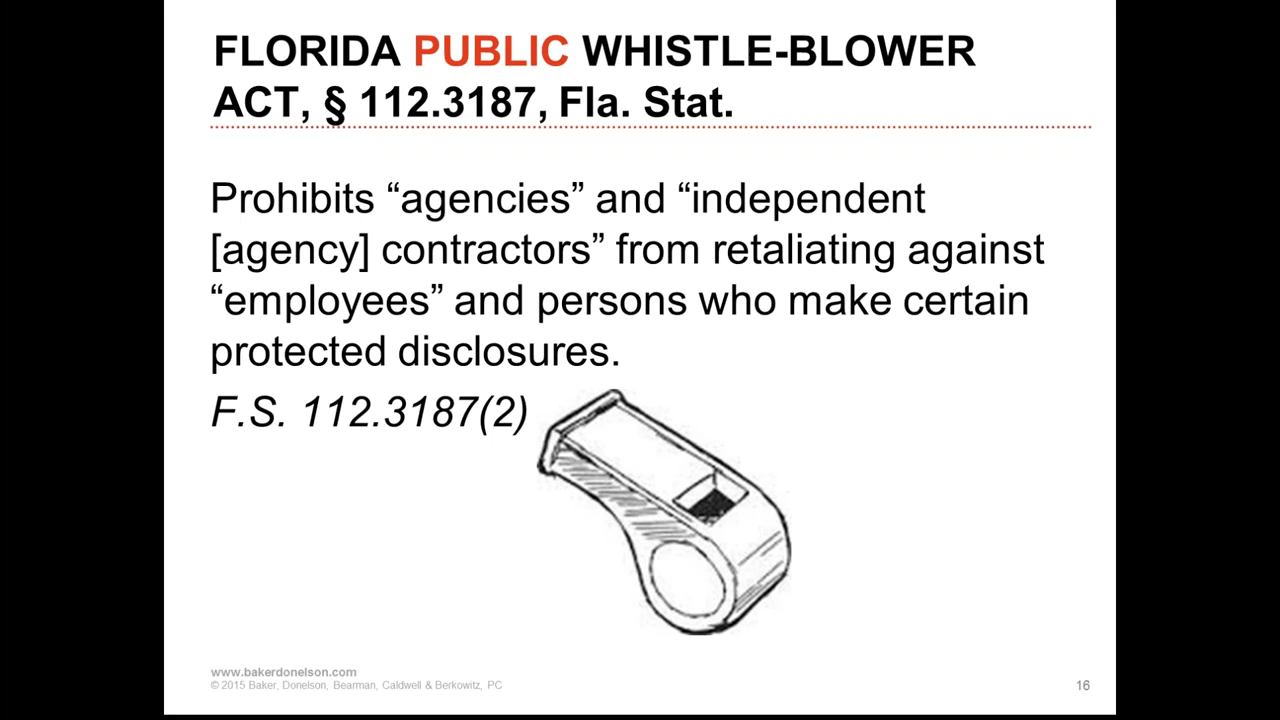 FLORIDA PUBLIC WHISTLE-BLOWER
ACT, § 112.3187, Fla. Stat.
Prohibits “agencies” and “independent
[agency] contractors” from retaliating against
“employees” and persons who make certain
protected disclosures.
F.S. 112.3187(2)
www.bakerdonelson.com
© 2015 Baker, Donelson, Bearman, Caldwell & Berkowitz, PC
16